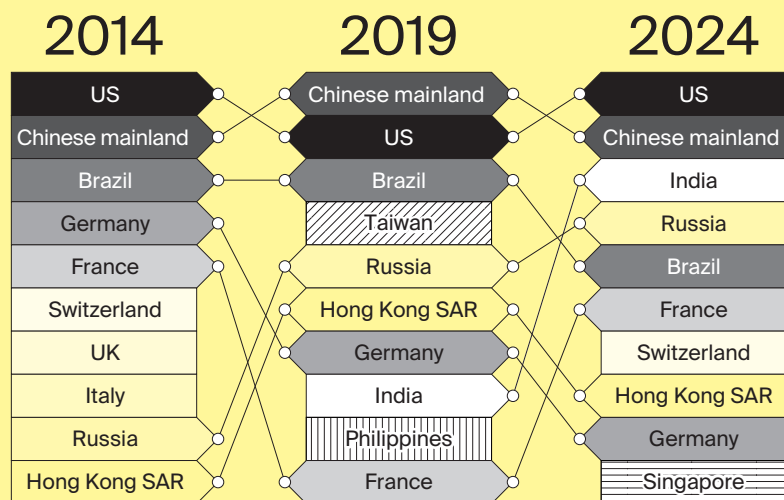 2014
US
Chinese mainland
Brazil
Germany
France
Switzerland
UK
Italy
Russia
Hong Kong SAR
2019
Chinese mainland
US
Brazil
Taiwan
Russia
Hong Kong SAR
Germany
India
Philippines
France
2024
US
Chinese mainland
India
Russia
Brazil
France
Switzerland
Hong Kong SAR
Germany
Singapore